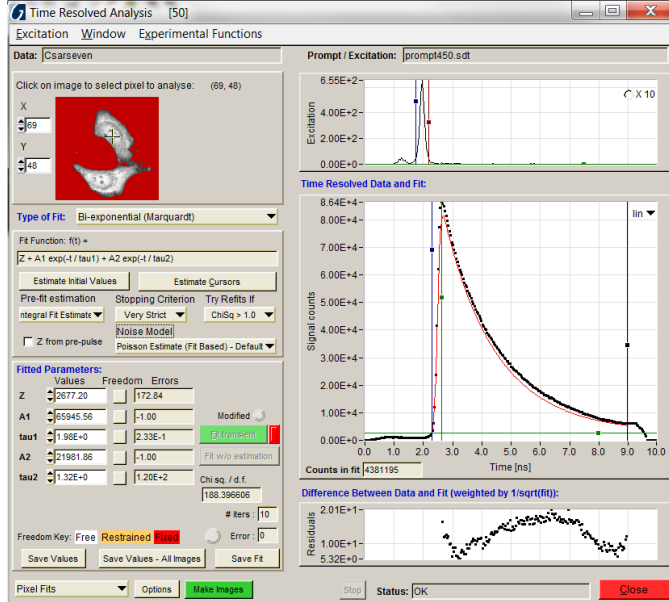 Time Resolved Analysis [50]
Excitation Window Experimental Functions
Data: Csarseven
Prompt / Excitation: prompt450.sdt
Click on image to select pixel to analyse: (69, 48)
X
69
Y
48
6.55E+2
4.00E+2
2.00E+2
0.00E+0
Excitation
X 10
Time Resolved Data and Fit:
Type of Fit: Bi-exponential (Marquardt)
Fit Function: f(t) =
Z + A1 exp(-t / tau1) + A2 exp(-t / tau2)
Estimate Initial Values Estimate Cursors
Pre-fit estimation Stopping Criterion Try Refits If
ntegral Fit Estimate Very Strict ChiSq > 1.0
Z from pre-pulse
Noise Model
Poisson Estimate (Fit Based) - Default
8.64E+4
7.00E+4
6.00E+4
5.00E+4
4.00E+4
3.00E+4
2.00E+4
1.00E+4
0.00E+0
Signal counts
lin
0.0 1.0 2.0 3.0 4.0 5.0 6.0 7.0 8.0 9.0 10.0
Counts in fit 4381195 Time [ns]
Fitted Parameters:
Values Freedom Errors
Z 2677.20 172.84
A1 65945.56 -1.00 Modified
tau1 1.98E+0 2.33E-1 Fit transient
A2 21981.86 -1.00 Fit w/o estimation
tau2 1.32E+0 1.20E+2 Chi sq. / d.f.
188.396606
# iters : 10
Freedom Key: Free Restrained Fixed Error : 0
Save Values Save Values - All Images Save Fit
Difference Between Data and Fit (weighted by 1/sqrt(fit)):
2.01E+1
1.00E+1
5.32E+0
Residuals
Pixel Fits Options Make Images
Stop Status: OK Close